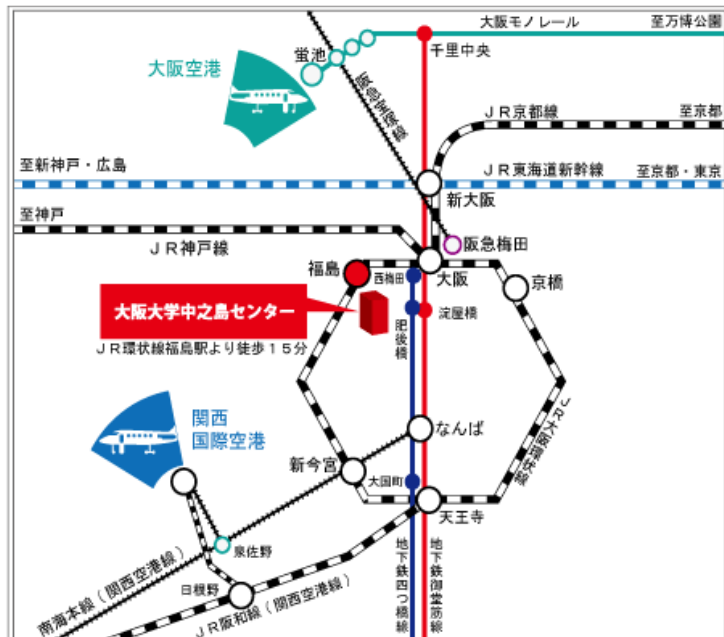 大阪モノレール
至万博公園
蛍池
千里中央
大阪空港
阪急宝塚線
JR京都線
至京都
至新神戸・広島
JR東海道新幹線
至京都・東京
新大阪
至神戸
JR神戸線
阪急梅田
福島
西梅田
大阪
京橋
大阪大学中之島センター
淀屋橋
肥後橋
JR環状線福島駅より徒歩15分
JR大阪環状線
関西
国際空港
なんば
新今宮
大国町
天王寺
泉佐野
日根野
南海本線(関西空港線)
JR阪和線(関西空港線)
地下鉄四つ橋線
地下鉄御堂筋線